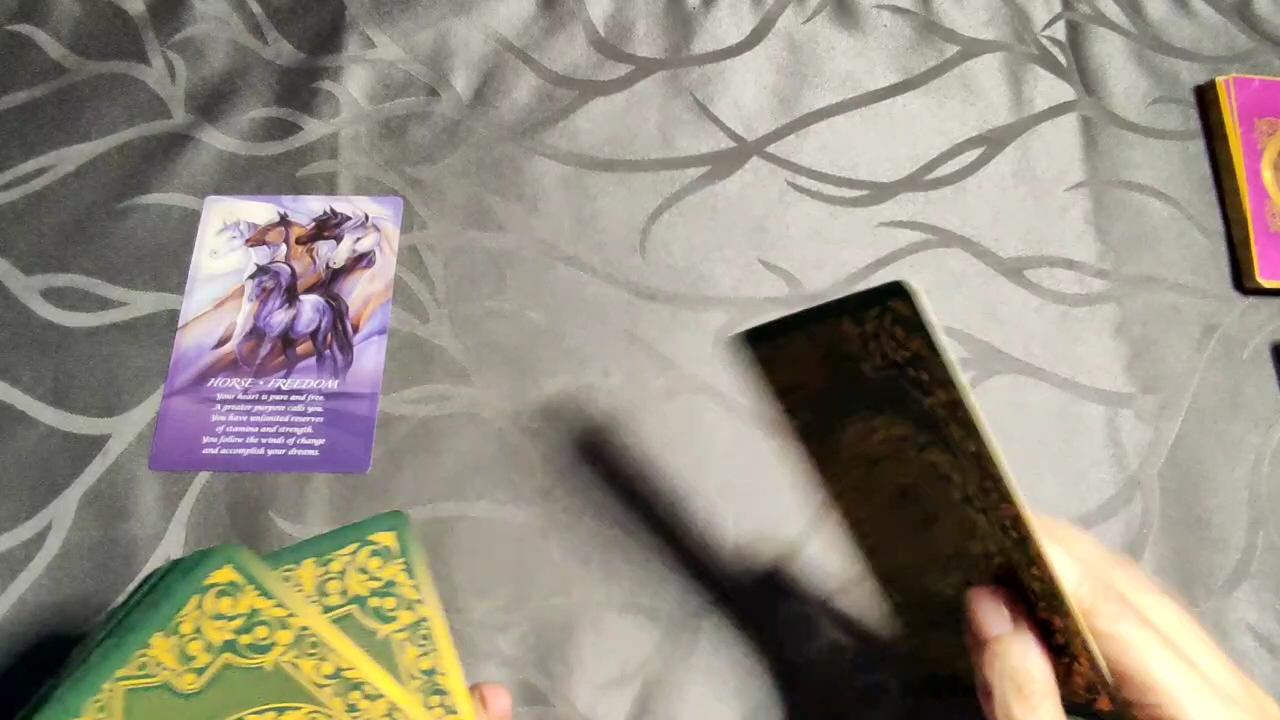 HORSE • FREEDOM
Your heart is pure and free.
A greater purpose calls you.
You have unlimited reserves
of stamina and strength.
You follow the winds of change
and accomplish your dreams.